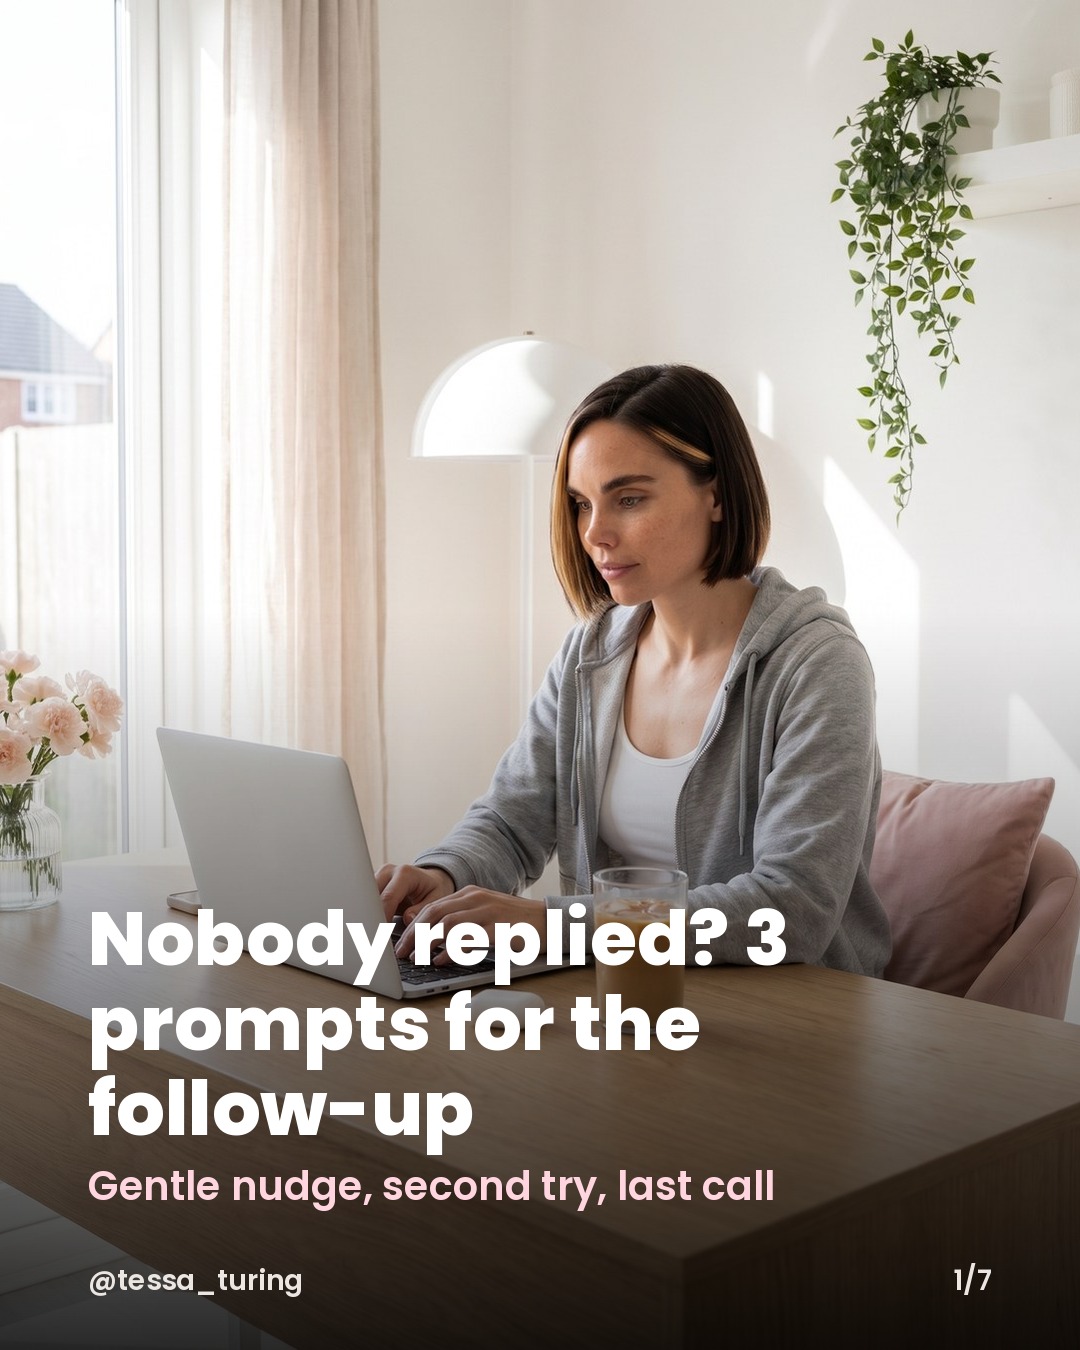 Nobody replied? 3
prompts for the
follow-up
Gentle nudge, second try, last call
@tessa_turing
1/7